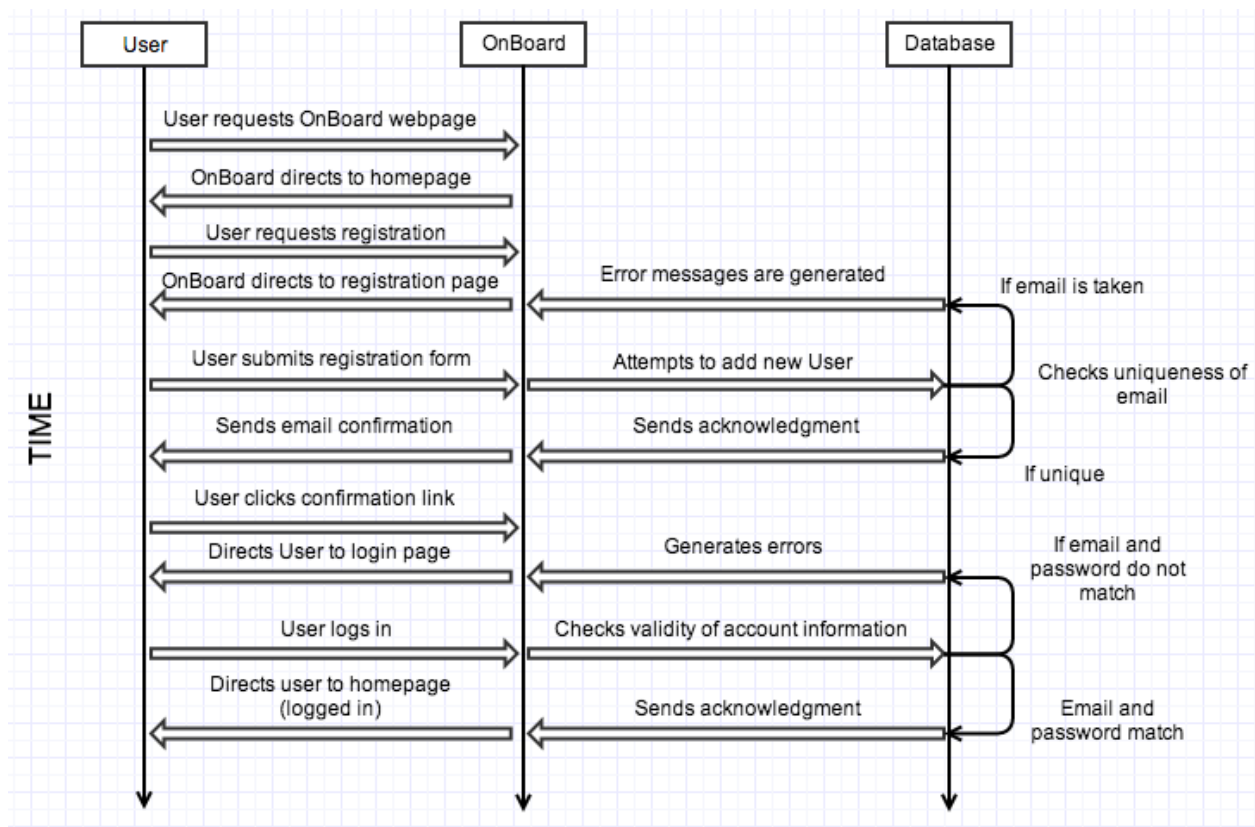 User
OnBoard
Database
User requests OnBoard webpage
OnBoard directs to homepage
User requests registration
OnBoard directs to registration page
Error messages are generated
If email is taken
User submits registration form
Attempts to add new User
Checks uniqueness of
email
TIME
Sends email confirmation
Sends acknowledgment
If unique
User clicks confirmation link
Directs User to login page
Generates errors
If email and
password do not
match
User logs in
Checks validity of account information
Directs user to homepage
(logged in)
Sends acknowledgment
Email and
password match